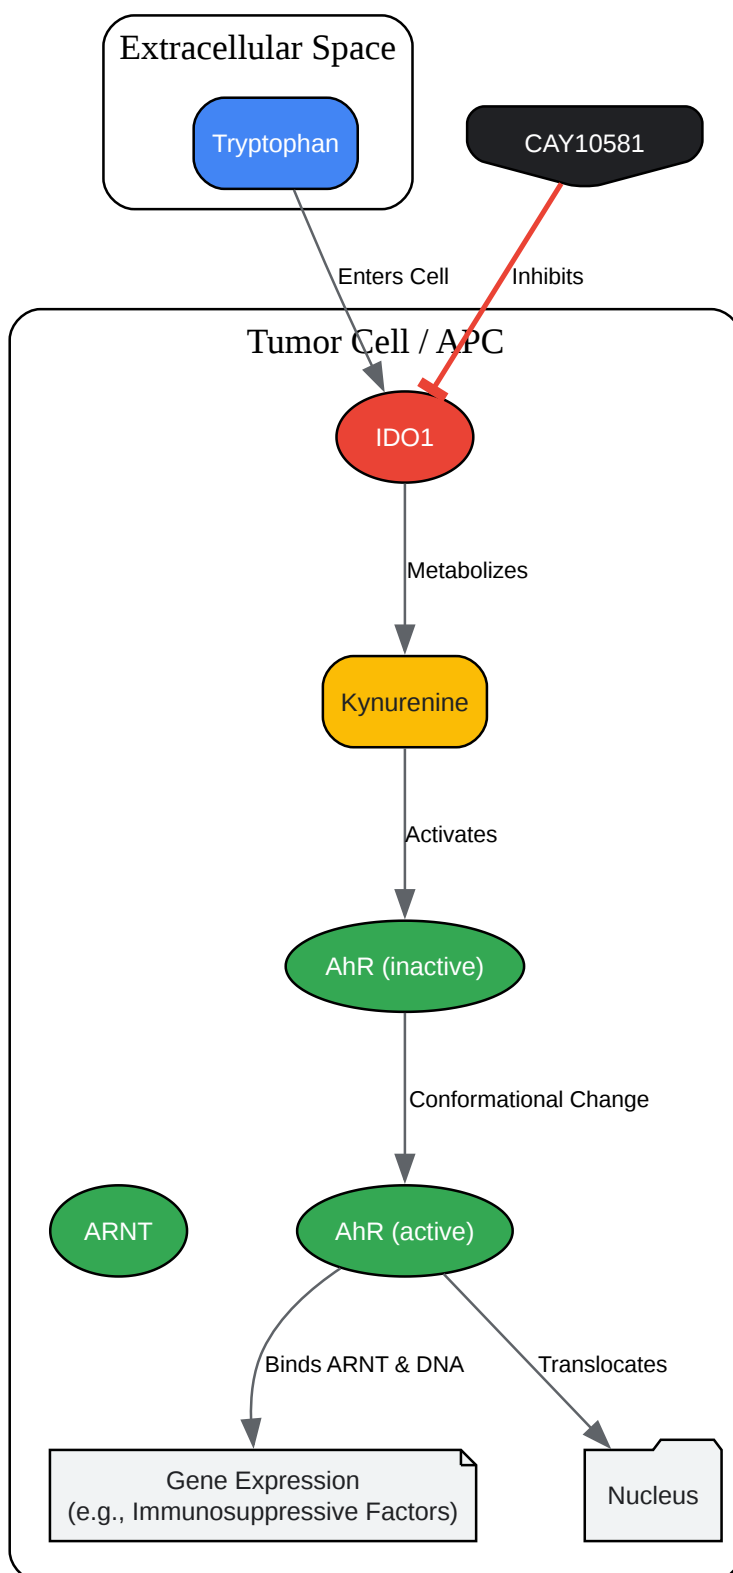 Extracellular Space
Tryptophan
CAY10581
Enters Cell
Inhibits
Tumor Cell / APC
IDO1
Metabolizes
Kynurenine
Activates
AhR (inactive)
Conformational Change
ARNT
AhR (active)
Binds ARNT & DNA
Translocates
Gene Expression
(e.g., Immunosuppressive Factors)
Nucleus